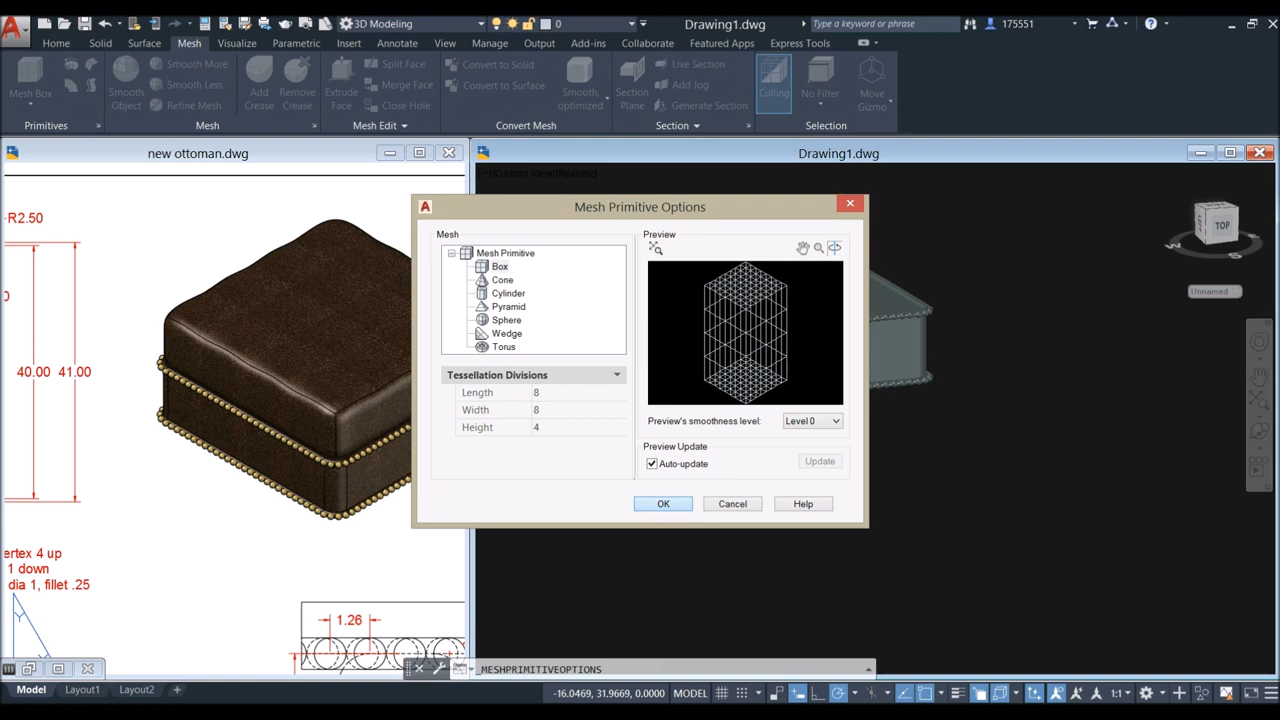 3D Modeling
0
Drawing1.dwg
Type a keyword or phrase
175551
Home Solid Surface Mesh Visualize Parametric Insert Annotate View Manage Output Add-ins Collaborate Featured Apps Express Tools
Mesh Box
Primitives
Smooth Object
Smooth More
Smooth Less
Refine Mesh
Mesh
Add Crease
Remove Crease
Extrude Face
Split Face
Merge Face
Close Hole
Mesh Edit
Convert to Solid
Convert to Surface
Smooth, optimized
Convert Mesh
Section Plane
Live Section
Add Jog
Generate Section
Section
Culling
No Filter
Move Gizmo
Selection
new ottoman.dwg
Drawing1.dwg
[−][Custom View][Realistic]
-R2.50
0
40.00 41.00
ertex 4 up
1 down
dia 1, fillet .25
1.26
Mesh Primitive Options
Mesh
Mesh Primitive
Box
Cone
Cylinder
Pyramid
Sphere
Wedge
Torus
Tessellation Divisions
Length 8
Width 8
Height 4
Preview
Preview's smoothness level: Level 0
Preview Update
Auto-update
Update
OK Cancel Help
TOP
W
S
Unnamed
_MESHPRIMITIVEOPTIONS
Model Layout1 Layout2 +
-16.0469, 31.9669, 0.0000 MODEL 1:1